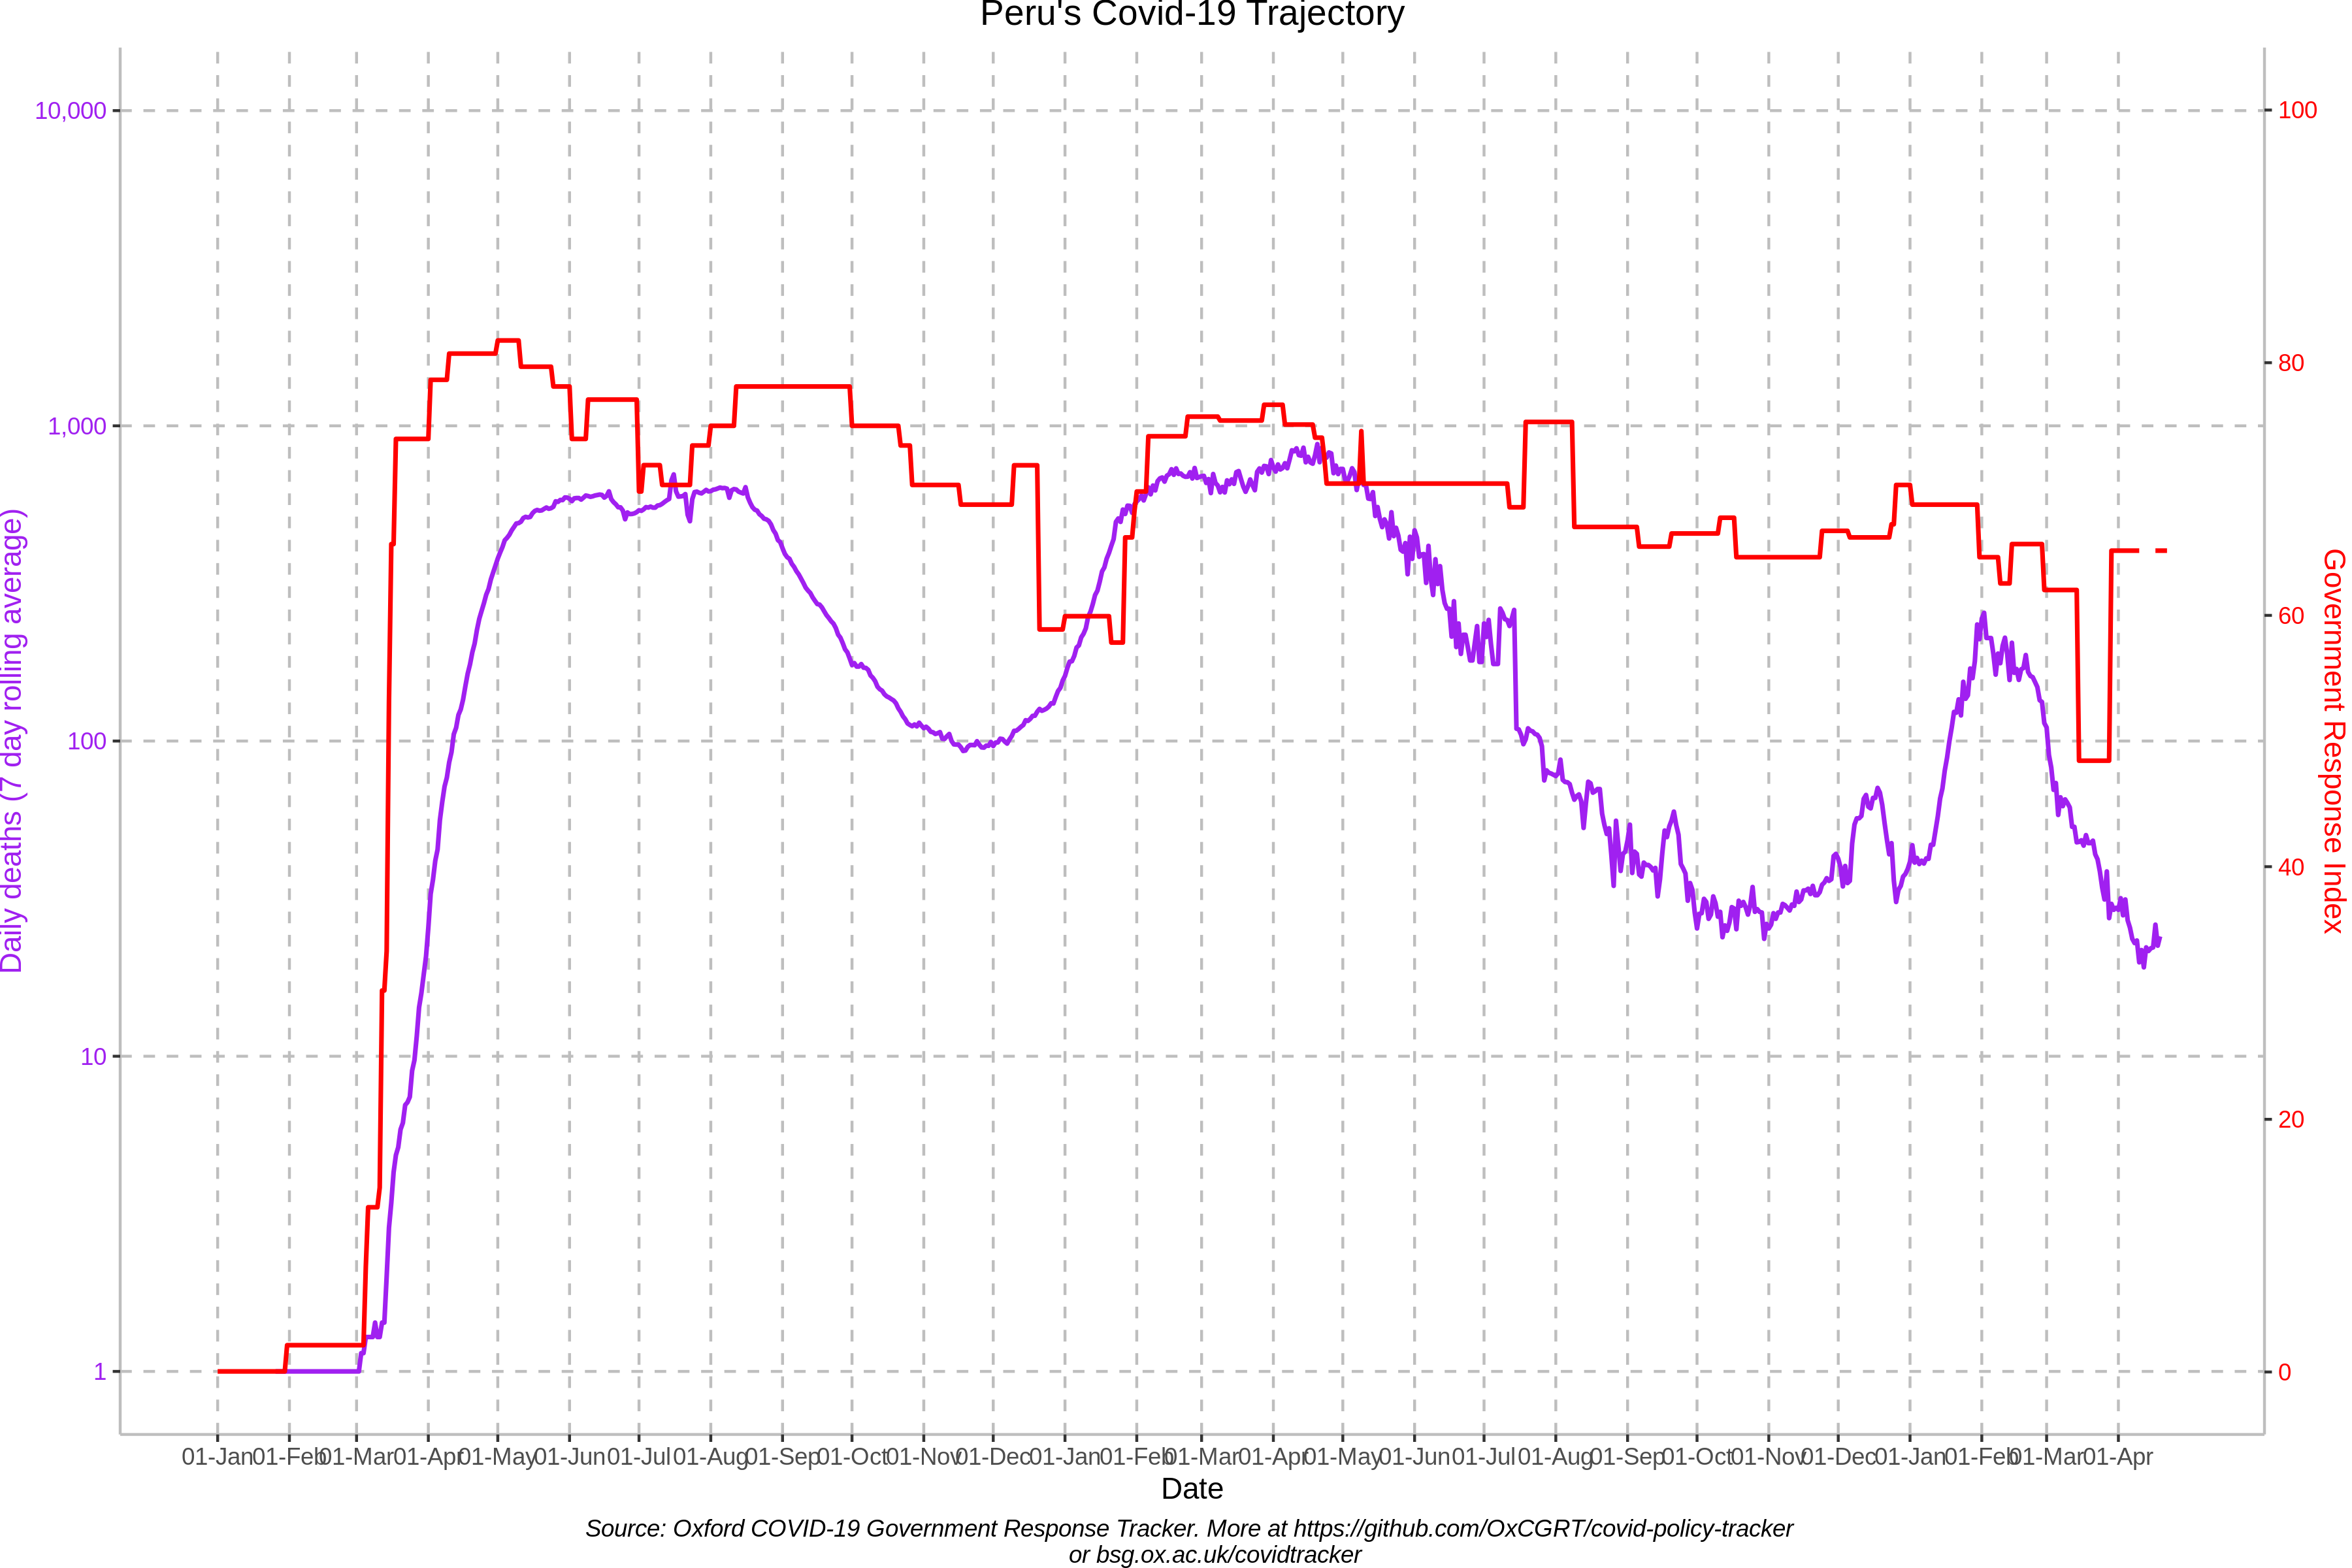 Peru's Covid-19 Trajectory
10,000
1,000
100
10
1
Daily deaths (7 day rolling average)
100
80
60
40
20
0
Government Response Index
01-Jan 01-Feb 01-Mar 01-Apr 01-May 01-Jun 01-Jul 01-Aug 01-Sep 01-Oct 01-Nov 01-Dec 01-Jan 01-Feb 01-Mar 01-Apr 01-May 01-Jun 01-Jul 01-Aug 01-Sep 01-Oct 01-Nov 01-Dec 01-Jan 01-Feb 01-Mar 01-Apr
Date
Source: Oxford COVID-19 Government Response Tracker. More at https://github.com/OxCGRT/covid-policy-tracker
or bsg.ox.ac.uk/covidtracker